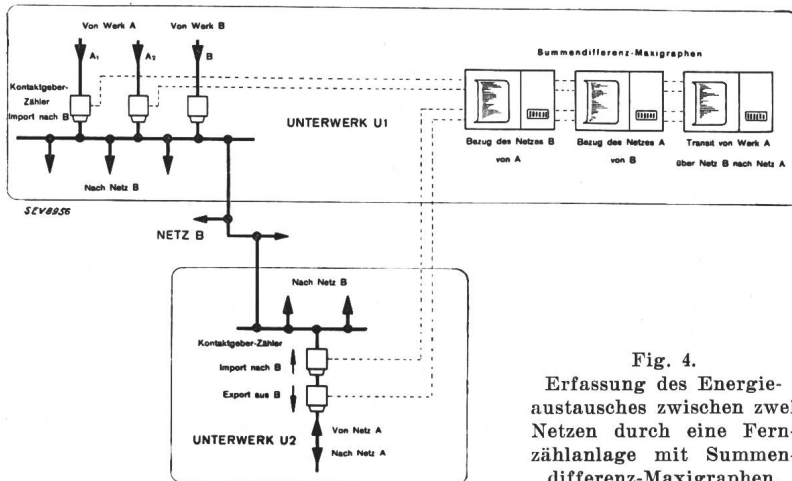 Von Werk A
Von Werk B
A₁
A₂
B
Kontaktgeber-
Zähler
Import nach B
UNTERWERK U1
Nach Netz B
SEV8956
Summendifferenz-Maxigraphen
Bezug des Netzes B
von A
Bezug des Netzes A
von B
Transit von Werk A
über Netz B nach Netz A
NETZ B
Nach Netz B
Kontaktgeber-Zähler
Import nach B
Export aus B
UNTERWERK U2
Von Netz A
Nach Netz A
Fig. 4.
Erfassung des Energie-
austausches zwischen zwei
Netzen durch eine Fern-
zählanlage mit Summen-
differenz-Maxigraphen.